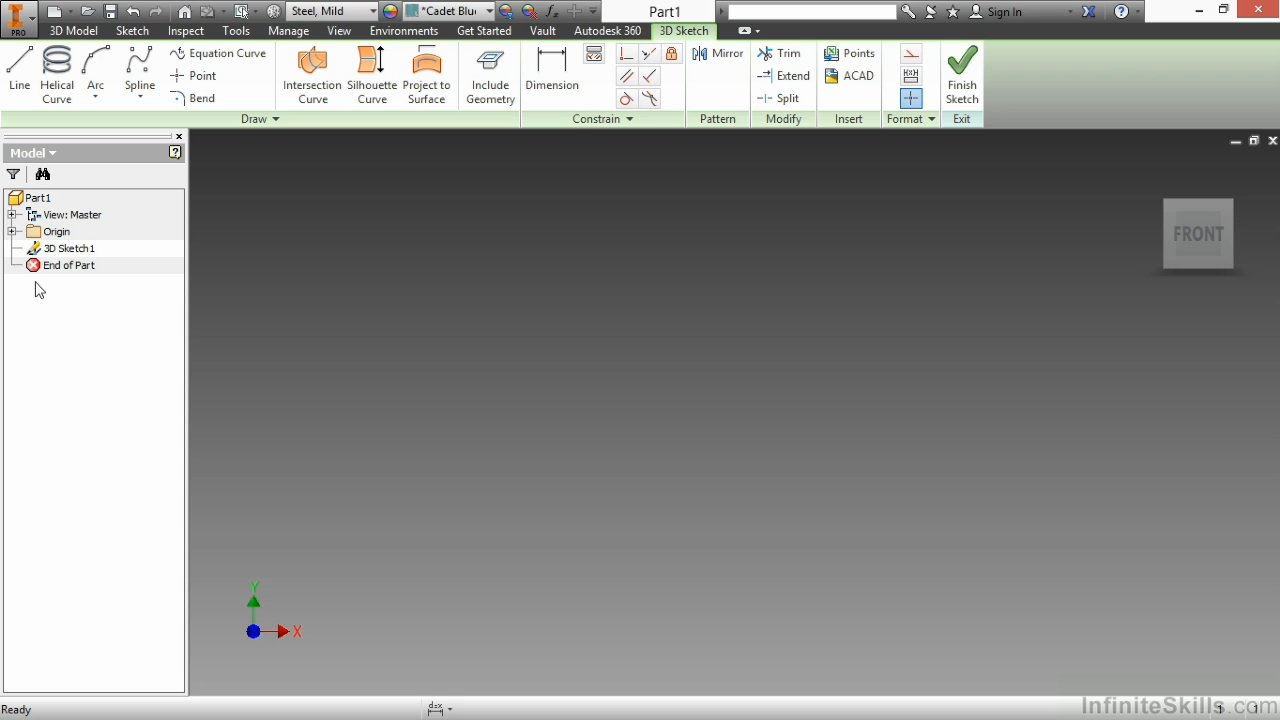 PRO
Steel, Mild
*Cadet Blue
Part1
Sign In
3D Model Sketch Inspect Tools Manage View Environments Get Started Vault Autodesk 360 3D Sketch
Line
Helical Curve
Arc
Spline
Equation Curve
Point
Bend
Intersection Curve
Silhouette Curve
Project to Surface
Include Geometry
Dimension
Mirror
Trim
Extend
Split
Points
ACAD
Finish Sketch
Draw Constrain Pattern Modify Insert Format Exit
Model
Part1
View: Master
Origin
3D Sketch1
End of Part
FRONT
Y
X
Ready
InfiniteSkills.com